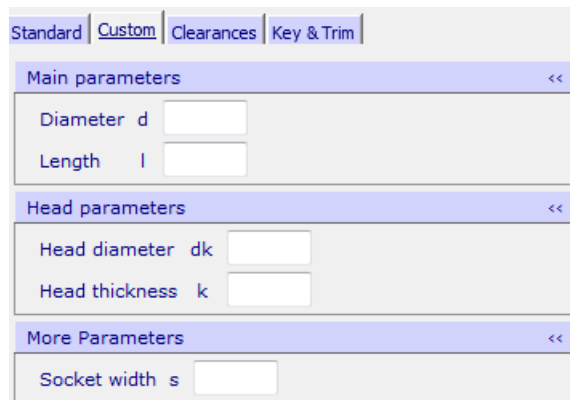 Standard Custom Clearances Key & Trim
Main parameters <<
Diameter d
Length l
Head parameters <<
Head diameter dk
Head thickness k
More Parameters <<
Socket width s